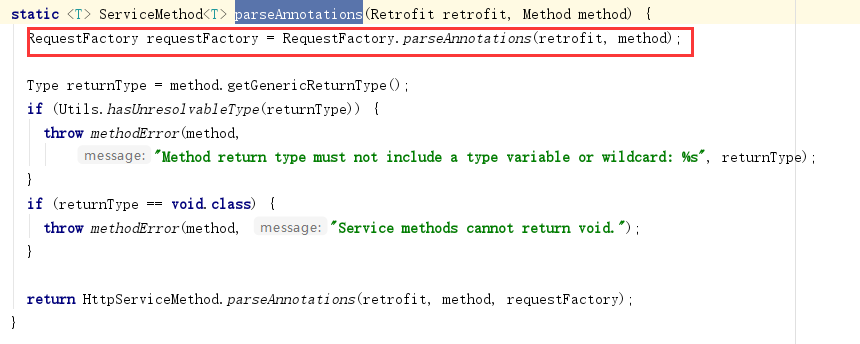 static <T> ServiceMethod<T> parseAnnotations(Retrofit retrofit, Method method) {
RequestFactory requestFactory = RequestFactory.parseAnnotations(retrofit, method);
Type returnType = method.getGenericReturnType();
if (Utils.hasUnresolvableType(returnType)) {
throw methodError(method,
message: "Method return type must not include a type variable or wildcard: %s", returnType);
}
if (returnType == void.class) {
throw methodError(method, message: "Service methods cannot return void.");
}
return HttpServiceMethod.parseAnnotations(retrofit, method, requestFactory);
}